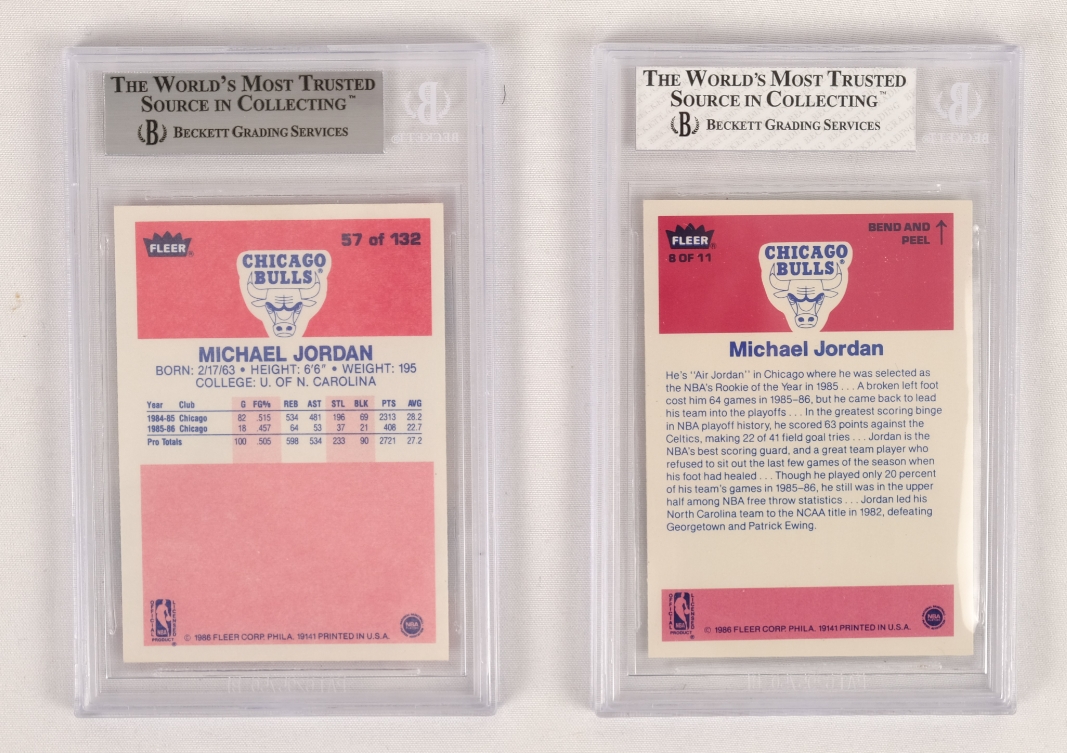 THE WORLD'S MOST TRUSTED
SOURCE IN COLLECTING™
B BECKETT GRADING SERVICES
B
BECKETT
FLEER®
57 of 132
CHICAGO
BULLS®
MICHAEL JORDAN
BORN: 2/17/63 • HEIGHT: 6'6" • WEIGHT: 195
COLLEGE: U. OF N. CAROLINA
Year Club G FG% REB AST STL BLK PTS AVG
1984-85 Chicago 82 .515 534 481 196 69 2313 28.2
1985-86 Chicago 18 .457 64 53 37 21 408 22.7
Pro Totals 100 .505 598 534 233 90 2721 27.2
OFFICIAL LICENSED
NBA
PRODUCT
© 1986 FLEER CORP. PHILA. 19141 PRINTED IN U.S.A.
NBA
THE WORLD'S MOST TRUSTED
SOURCE IN COLLECTING™
B BECKETT GRADING SERVICES
B
BECKETT
FLEER®
8 OF 11
BEND AND
PEEL ↑
CHICAGO
BULLS®
Michael Jordan
He's "Air Jordan" in Chicago where he was selected as
the NBA's Rookie of the Year in 1985 . . . A broken left foot
cost him 64 games in 1985–86, but he came back to lead
his team into the playoffs . . . In the greatest scoring binge
in NBA playoff history, he scored 63 points against the
Celtics, making 22 of 41 field goal tries . . . Jordan is the
NBA's best scoring guard, and a great team player who
refused to sit out the last few games of the season when
his foot had healed . . . Though he played only 20 percent
of his team's games in 1985–86, he still was in the upper
half among NBA free throw statistics . . . Jordan led his
North Carolina team to the NCAA title in 1982, defeating
Georgetown and Patrick Ewing.
OFFICIAL LICENSED
NBA
PRODUCT
© 1986 FLEER CORP. PHILA. 19141 PRINTED IN U.S.A.
NBA